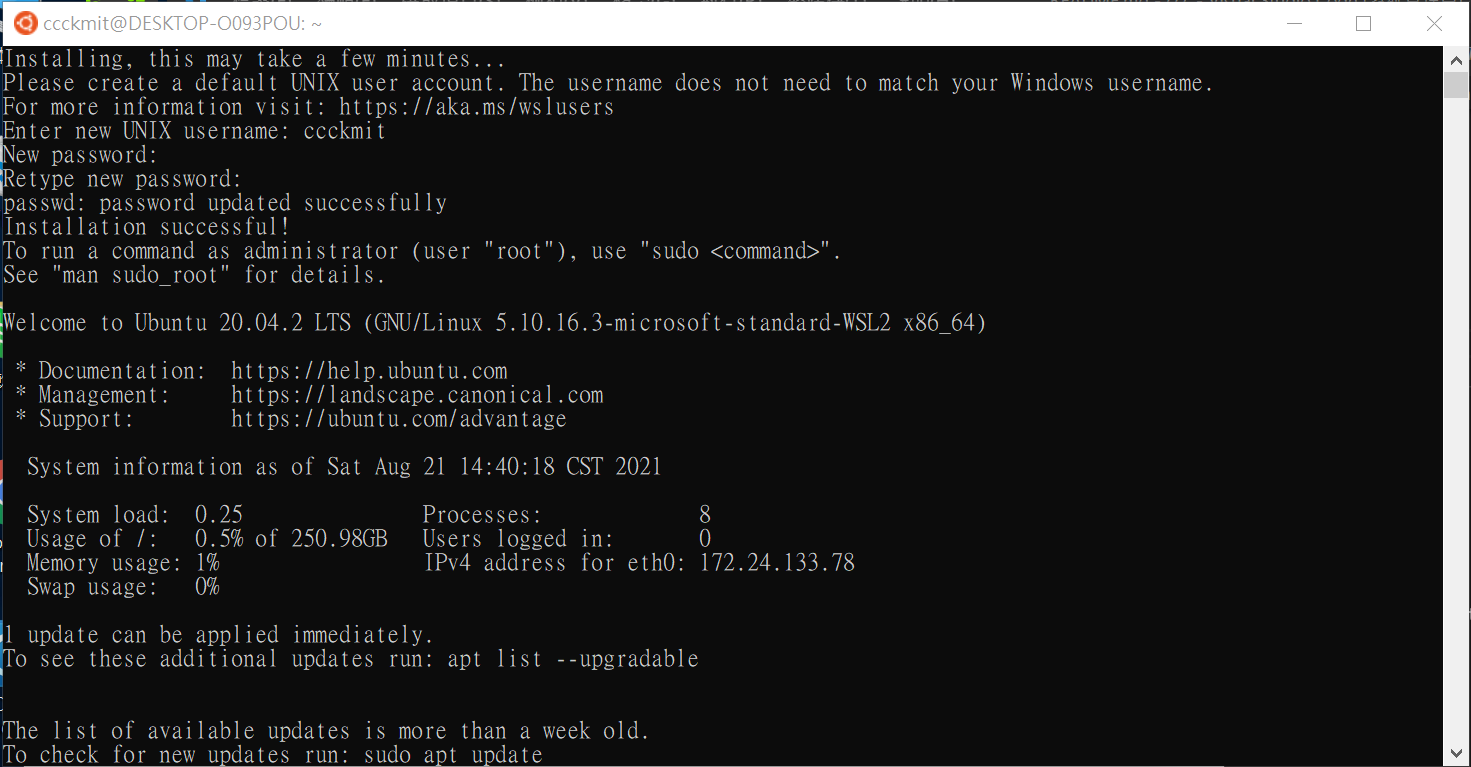 ccckmit@DESKTOP-O093POU: ~
Installing, this may take a few minutes...
Please create a default UNIX user account. The username does not need to match your Windows username.
For more information visit: https://aka.ms/wslusers
Enter new UNIX username: ccckmit
New password:
Retype new password:
passwd: password updated successfully
Installation successful!
To run a command as administrator (user "root"), use "sudo <command>".
See "man sudo_root" for details.
Welcome to Ubuntu 20.04.2 LTS (GNU/Linux 5.10.16.3-microsoft-standard-WSL2 x86_64)
* Documentation:  https://help.ubuntu.com
* Management:     https://landscape.canonical.com
* Support:        https://ubuntu.com/advantage
System information as of Sat Aug 21 14:40:18 CST 2021
System load:  0.25               Processes:             8
Usage of /:   0.5% of 250.98GB   Users logged in:       0
Memory usage: 1%                 IPv4 address for eth0: 172.24.133.78
Swap usage:   0%
1 update can be applied immediately.
To see these additional updates run: apt list --upgradable
The list of available updates is more than a week old.
To check for new updates run: sudo apt update